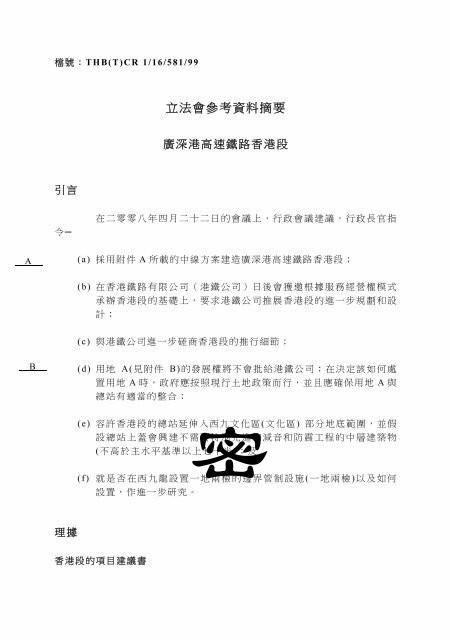 檔號：THB(T)CR 1/16/581/99
立法會參考資料摘要
廣深港高速鐵路香港段
引言
在二零零八年四月二十二日的會議上，行政會議建議，行政長官指
令─
A
(a) 採用附件 A 所載的中線方案建造廣深港高速鐵路香港段；
(b) 在香港鐵路有限公司（港鐵公司）日後會獲邀根據服務經營權模式
承辦香港段的基礎上，要求港鐵公司推展香港段的進一步規劃和設
計；
(c) 與港鐵公司進一步磋商香港段的推行細節；
B
(d) 用地 A(見附件 B)的發展權將不會批給港鐵公司；在決定該如何處
置用地 A 時，政府應按照現行土地政策而行，並且應確保用地 A 與
總站有適當的整合；
(e) 容許香港段的總站延伸入西九文化區(文化區) 部分地底範圍，並假
設總站上蓋會興建不需 減音和防震工程的中層建築物
(不高於主水平基準以上
密
(f) 就是否在西九龍設置一地兩檢的邊界管制設施(一地兩檢)以及如何
設置，作進一步研究。
理據
香港段的項目建議書